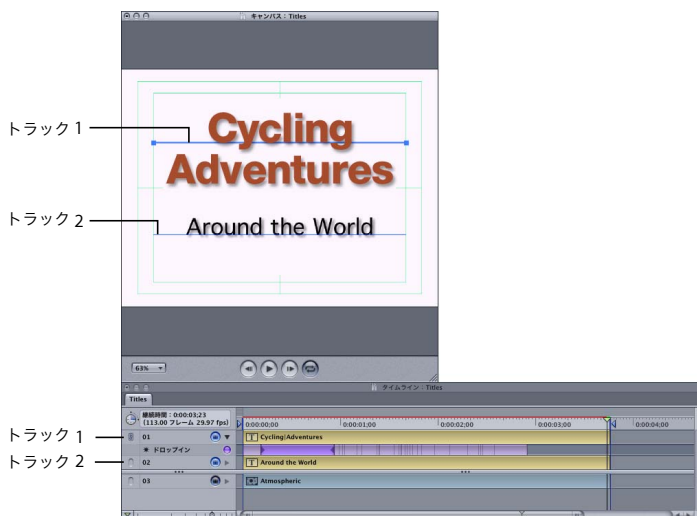 キャンバス：Titles
トラック 1
Cycling
Adventures
トラック 2
Around the World
63%
タイムライン：Titles
Titles
継続時間：0:00:03;23
(113.00 フレーム 29.97 fps)
0:00:00;00 0:00:01;00 0:00:02;00 0:00:03;00 0:00:04;00
トラック 1
01
T Cycling|Adventures
ドロップイン
トラック 2
02
T Around the World
03
Atmospheric